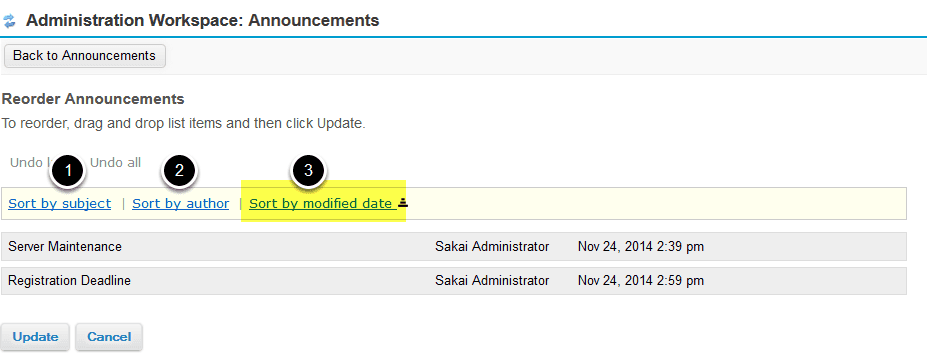 Administration Workspace: Announcements
Back to Announcements
Reorder Announcements
To reorder, drag and drop list items and then click Update.
Undo Undo all
1 2 3
Sort by subject | Sort by author | Sort by modified date
Server Maintenance Sakai Administrator Nov 24, 2014 2:39 pm
Registration Deadline Sakai Administrator Nov 24, 2014 2:59 pm
Update Cancel